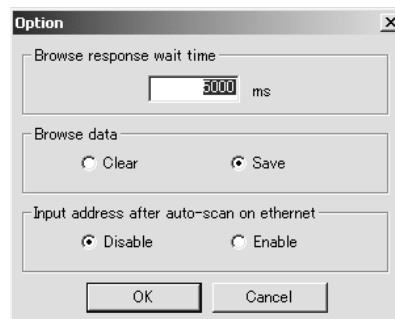 Option
Browse response wait time
5000 ms
Browse data
Clear Save
Input address after auto-scan on ethernet
Disable Enable
OK Cancel